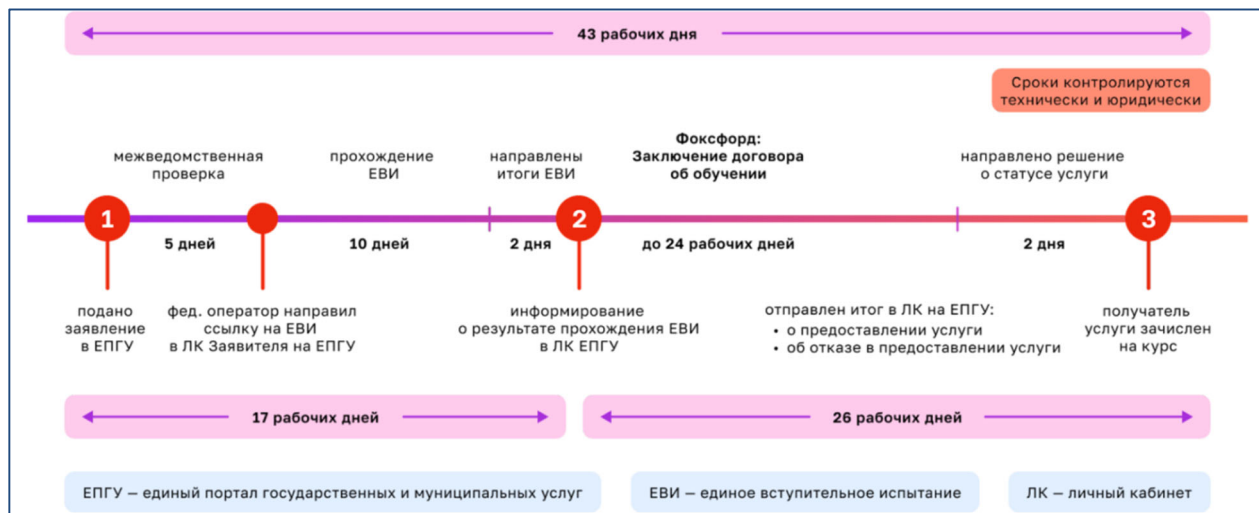 43 рабочих дня
Сроки контролируются
технически и юридически
межведомственная
проверка
прохождение
ЕВИ
направлены
итоги ЕВИ
Фоксфорд:
Заключение договора
об обучении
направлено решение
о статусе услуги
1
2
3
5 дней
10 дней
2 дня
до 24 рабочих дней
2 дня
подано
заявление
в ЕПГУ
фед. оператор направил
ссылку на ЕВИ
в ЛК Заявителя на ЕПГУ
информирование
о результате прохождения ЕВИ
в ЛК ЕПГУ
отправлен итог в ЛК на ЕПГУ:
• о предоставлении услуги
• об отказе в предоставлении услуги
получатель
услуги зачислен
на курс
17 рабочих дней
26 рабочих дней
ЕПГУ — единый портал государственных и муниципальных услуг
ЕВИ — единое вступительное испытание
ЛК — личный кабинет